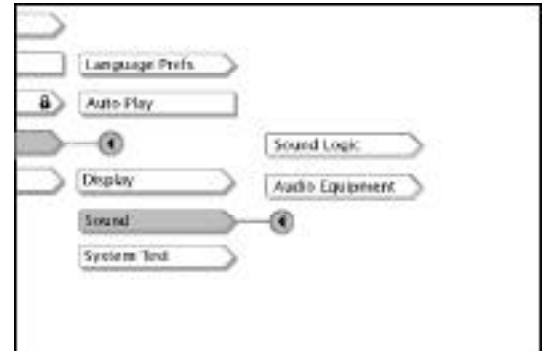 Language Prefs
Auto Play
Sound Logic
Display
Audio Equipment
Sound
System Test